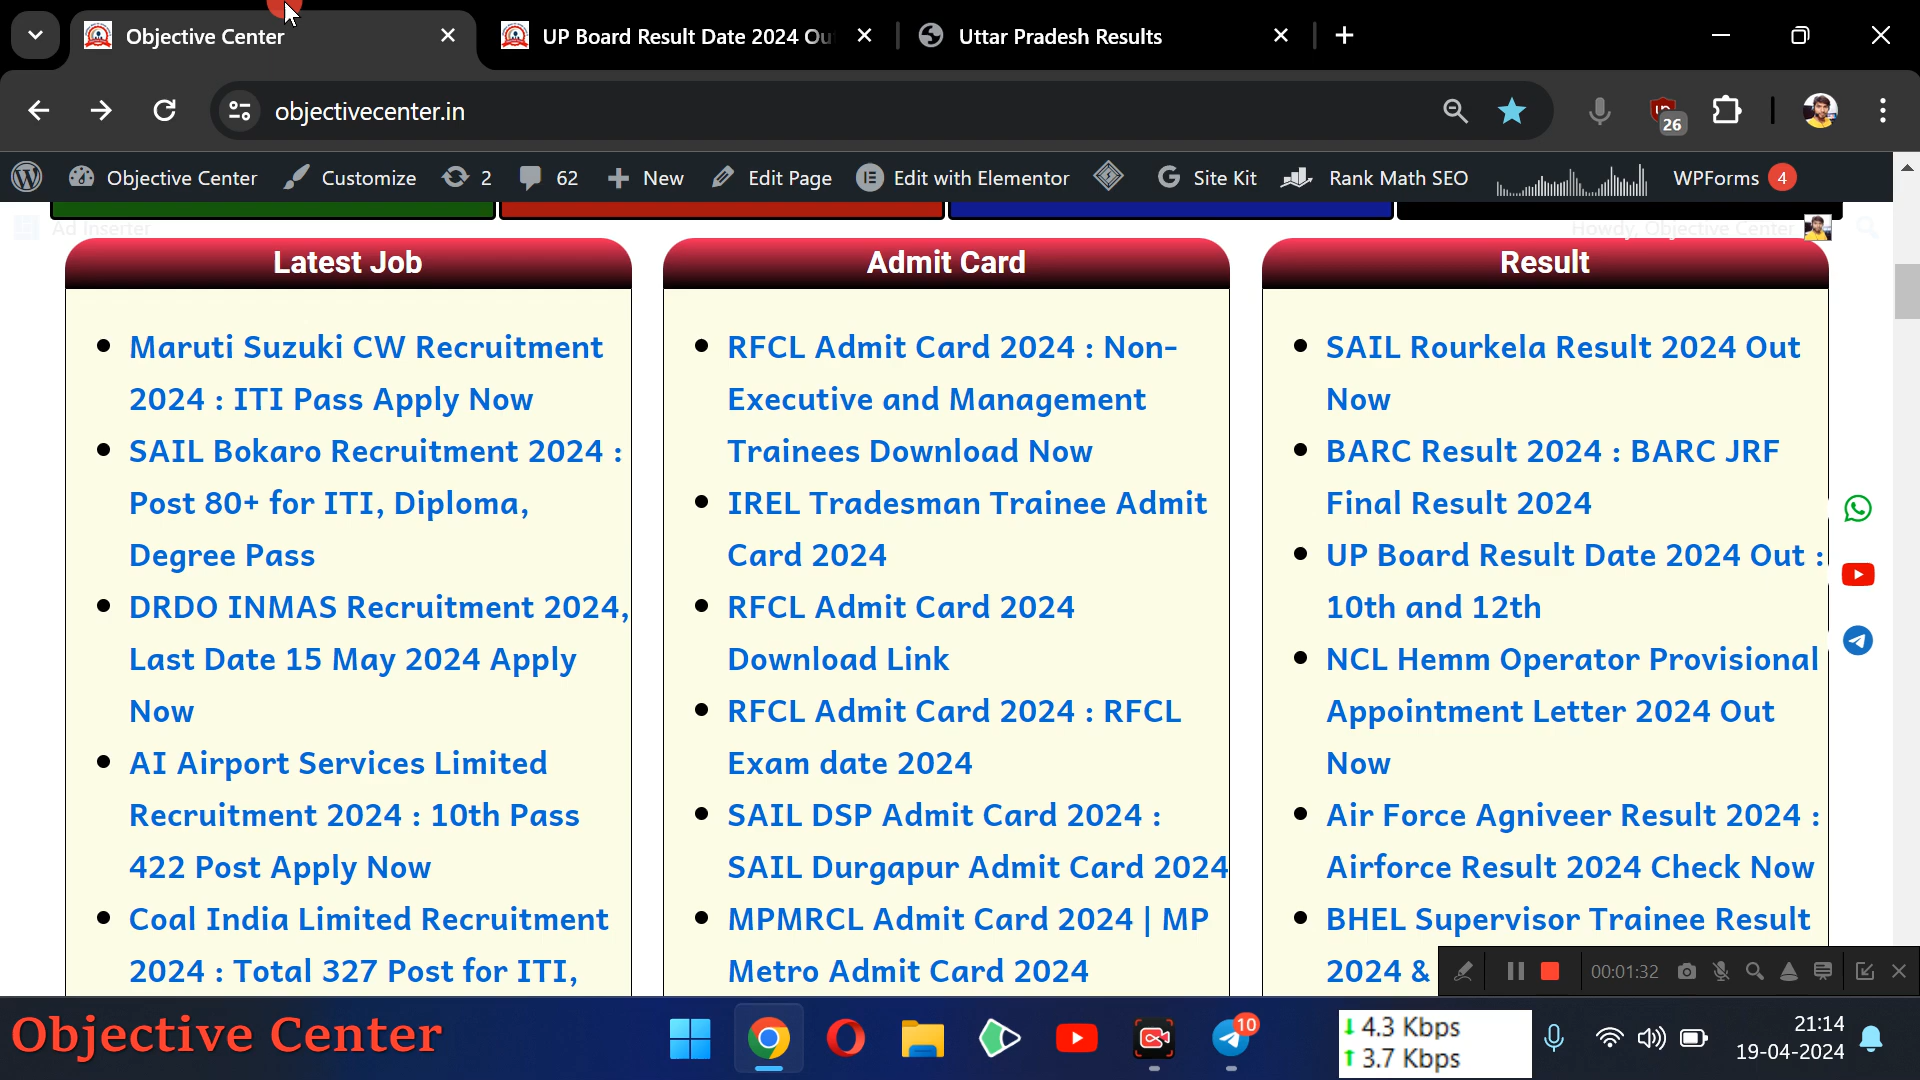 Objective Center
UP Board Result Date 2024 Ou
Uttar Pradesh Results
objectivecenter.in
26
Objective Center
Customize
2
62
New
Edit Page
Edit with Elementor
Site Kit
Rank Math SEO
WPForms
4
Ad Inserter
Howdy, Objective Center
Latest Job
Maruti Suzuki CW Recruitment
2024 : ITI Pass Apply Now
SAIL Bokaro Recruitment 2024 :
Post 80+ for ITI, Diploma,
Degree Pass
DRDO INMAS Recruitment 2024,
Last Date 15 May 2024 Apply
Now
AI Airport Services Limited
Recruitment 2024 : 10th Pass
422 Post Apply Now
Coal India Limited Recruitment
2024 : Total 327 Post for ITI,
Admit Card
RFCL Admit Card 2024 : Non-
Executive and Management
Trainees Download Now
IREL Tradesman Trainee Admit
Card 2024
RFCL Admit Card 2024
Download Link
RFCL Admit Card 2024 : RFCL
Exam date 2024
SAIL DSP Admit Card 2024 :
SAIL Durgapur Admit Card 2024
MPMRCL Admit Card 2024 | MP
Metro Admit Card 2024
Result
SAIL Rourkela Result 2024 Out
Now
BARC Result 2024 : BARC JRF
Final Result 2024
UP Board Result Date 2024 Out :
10th and 12th
NCL Hemm Operator Provisional
Appointment Letter 2024 Out
Now
Air Force Agniveer Result 2024 :
Airforce Result 2024 Check Now
BHEL Supervisor Trainee Result
2024 &
00:01:32
Objective Center
10
4.3 Kbps
3.7 Kbps
21:14
19-04-2024